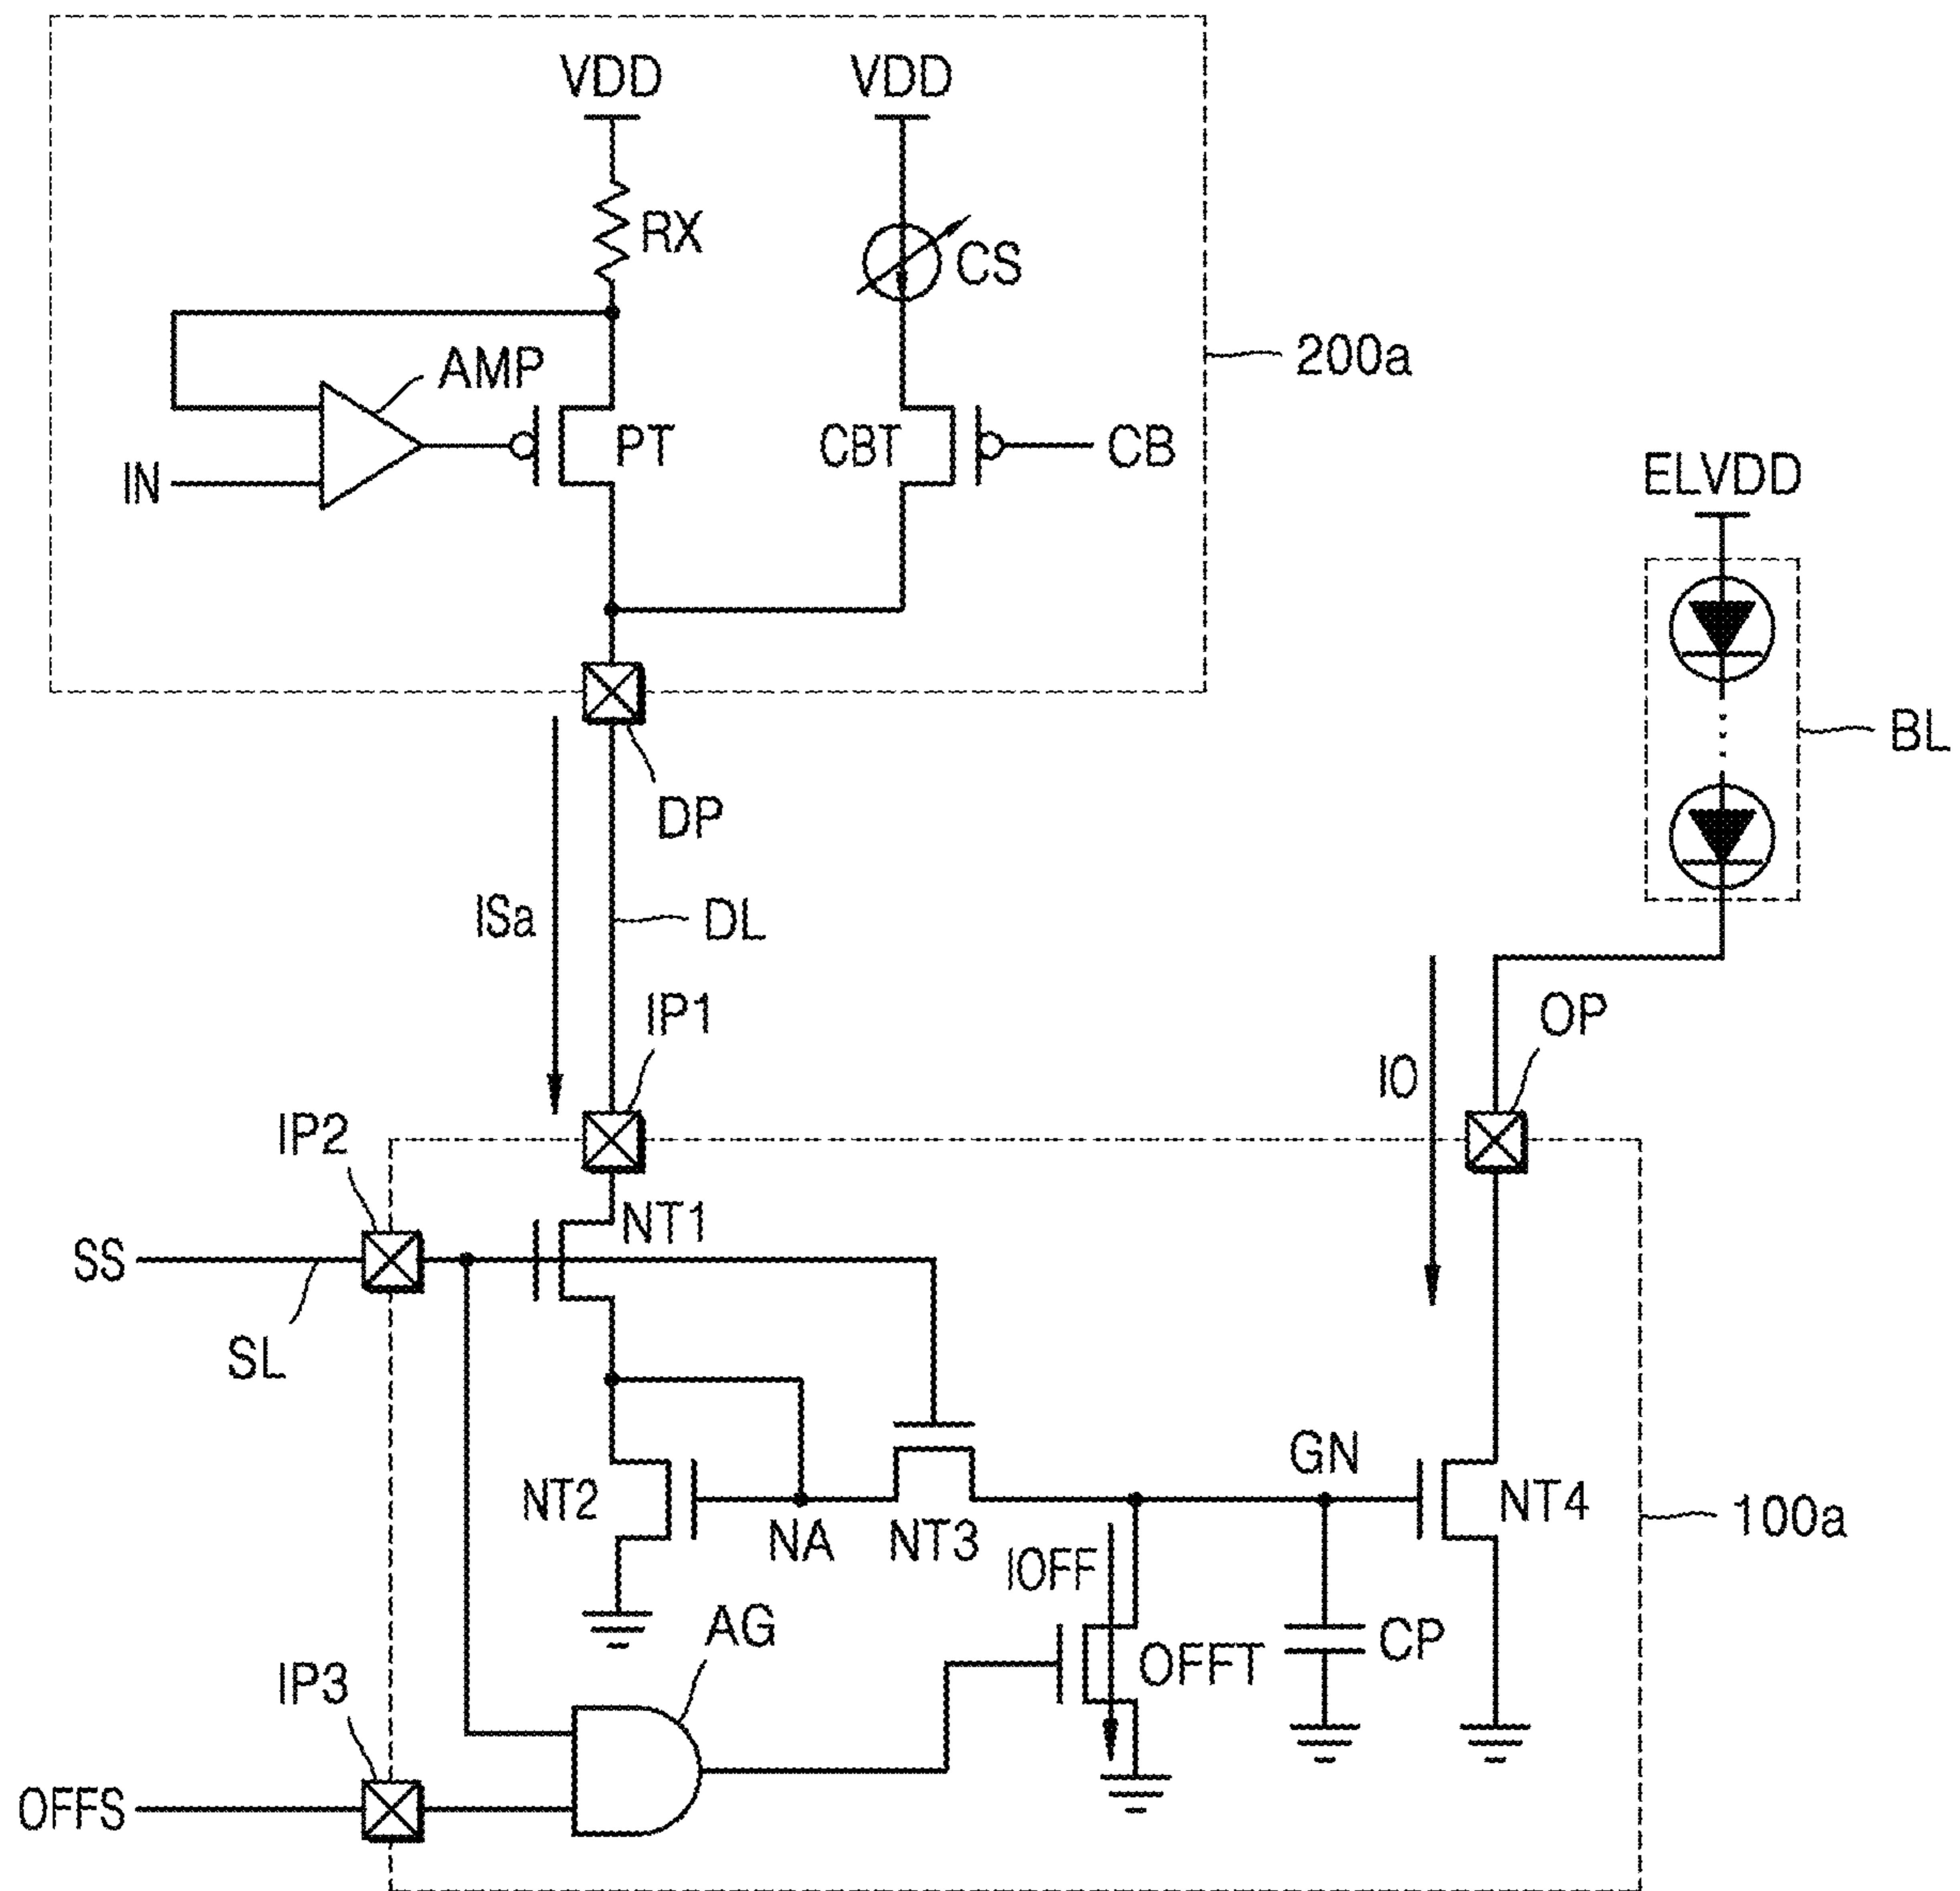 VDD VDD
RX
CS
AMP
200a
PT
CBT
CB
IN
ELVDD
BL
DP
ISa
DL
IP1
OP
IO
IP2
NT1
SS
SL
GN
NT2
NA
NT3
NT4
100a
IOFF
AG
OFFT
CP
IP3
OFFS